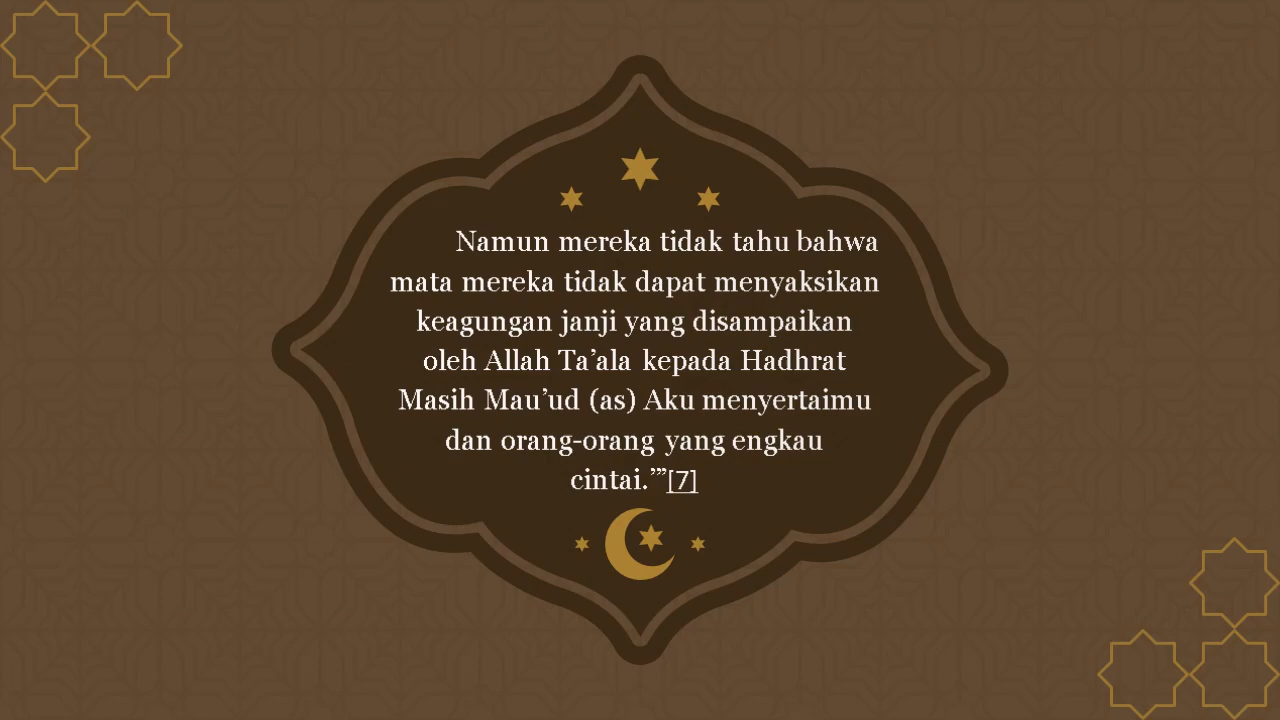 Namun mereka tidak tahu bahwa
mata mereka tidak dapat menyaksikan
keagungan janji yang disampaikan
oleh Allah Ta’ala kepada Hadhrat
Masih Mau’ud (as) Aku menyertaimu
dan orang-orang yang engkau
cintai.’”[7]